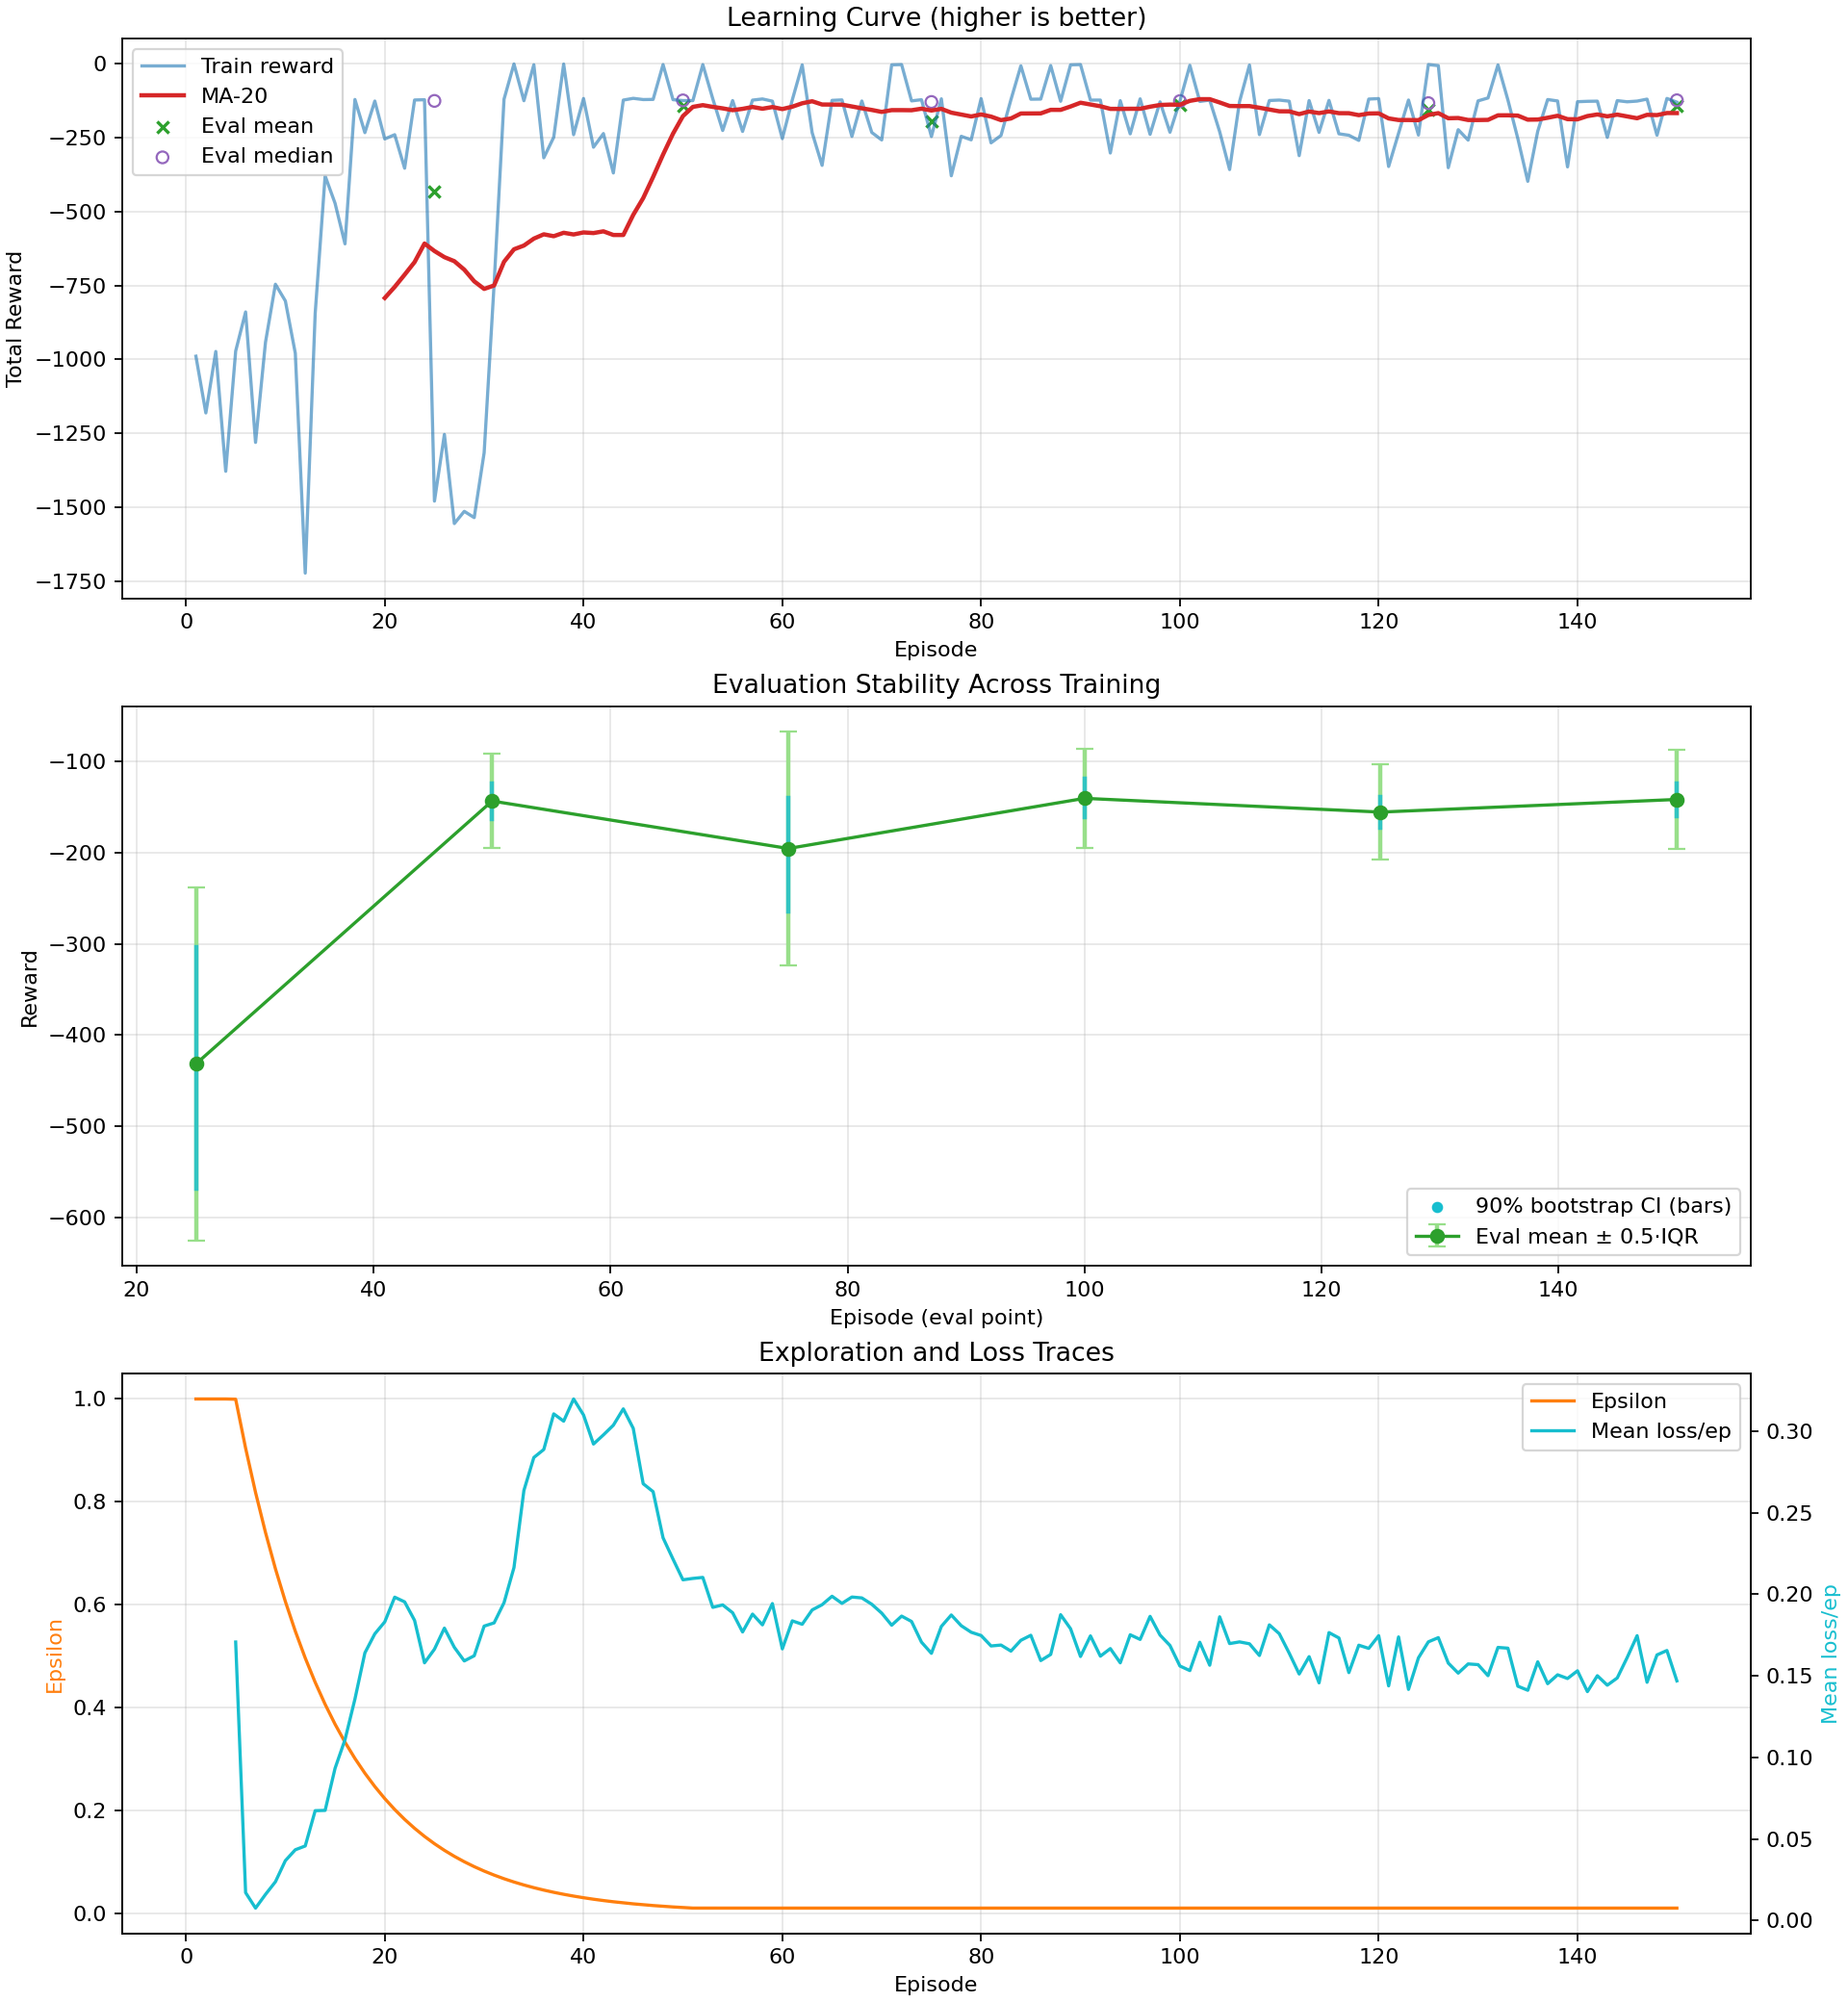 Learning Curve (higher is better)
Train reward
MA-20
Eval mean
Eval median
Total Reward
0
−250
−500
−750
−1000
−1250
−1500
−1750
0 20 40 60 80 100 120 140
Episode
Evaluation Stability Across Training
Reward
−100
−200
−300
−400
−500
−600
90% bootstrap CI (bars)
Eval mean ± 0.5·IQR
20 40 60 80 100 120 140
Episode (eval point)
Exploration and Loss Traces
Epsilon
Mean loss/ep
Epsilon
1.0
0.8
0.6
0.4
0.2
0.0
0.30
0.25
0.20
0.15
0.10
0.05
0.00
Mean loss/ep
0 20 40 60 80 100 120 140
Episode